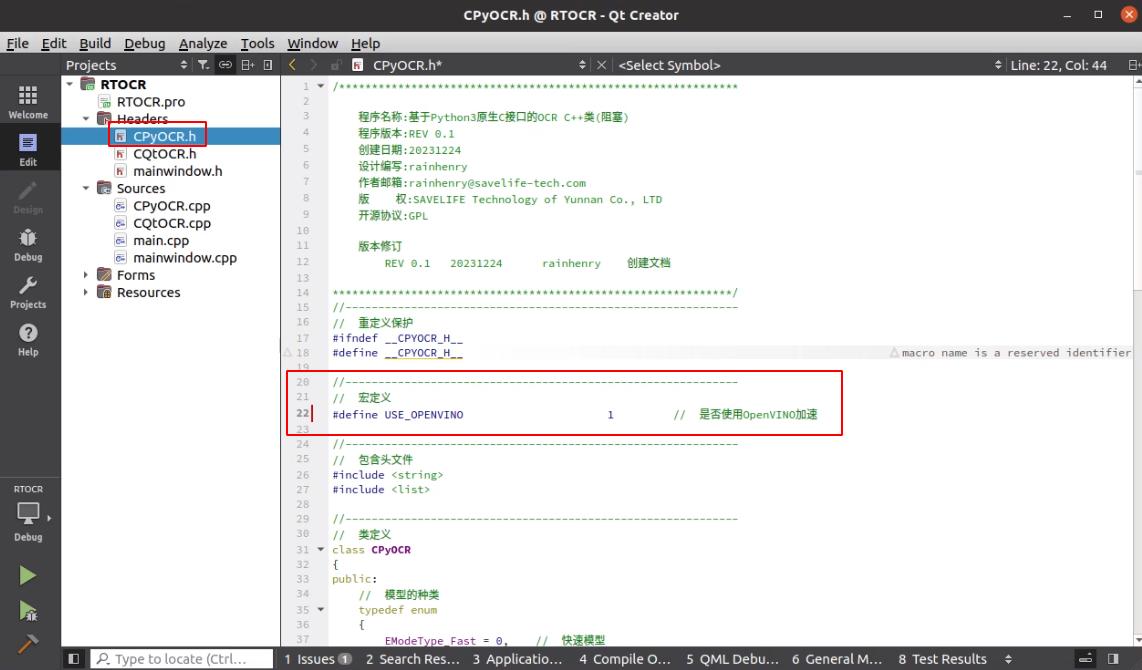 CPyOCR.h @ RTOCR - Qt Creator
File Edit Build Debug Analyze Tools Window Help
Projects
CPyOCR.h*
<Select Symbol>
Line: 22, Col: 44
Welcome
Edit
Design
Debug
Projects
Help
RTOCR
Debug
RTOCR
RTOCR.pro
Headers
CPyOCR.h
CQtOCR.h
mainwindow.h
Sources
CPyOCR.cpp
CQtOCR.cpp
main.cpp
mainwindow.cpp
Forms
Resources
1 /************************************************************
2
3 程序名称:基于Python3原生C接口的OCR C++类(阻塞)
4 程序版本:REV 0.1
5 创建日期:20231224
6 设计编写:rainhenry
7 作者邮箱:rainhenry@savelife-tech.com
8 版    权:SAVELIFE Technology of Yunnan Co., LTD
9 开源协议:GPL
10
11 版本修订
12 REV 0.1   20231224      rainhenry    创建文档
13
14 *************************************************************/
15 //------------------------------------------------------------
16 //  重定义保护
17 #ifndef __CPYOCR_H__
18 #define __CPYOCR_H__ macro name is a reserved identifier
19
20 //------------------------------------------------------------
21 //  宏定义
22 #define USE_OPENVINO                      1         //  是否使用OpenVINO加速
23
24 //------------------------------------------------------------
25 //  包含头文件
26 #include <string>
27 #include <list>
28
29 //------------------------------------------------------------
30 //  类定义
31 class CPyOCR
32 {
33 public:
34 //  模型的种类
35 typedef enum
36 {
37 EModeType_Fast = 0,    //  快速模型
Type to locate (Ctrl...
1 Issues 1
2 Search Res...
3 Applicatio...
4 Compile O...
5 QML Debu...
6 General M...
8 Test Results